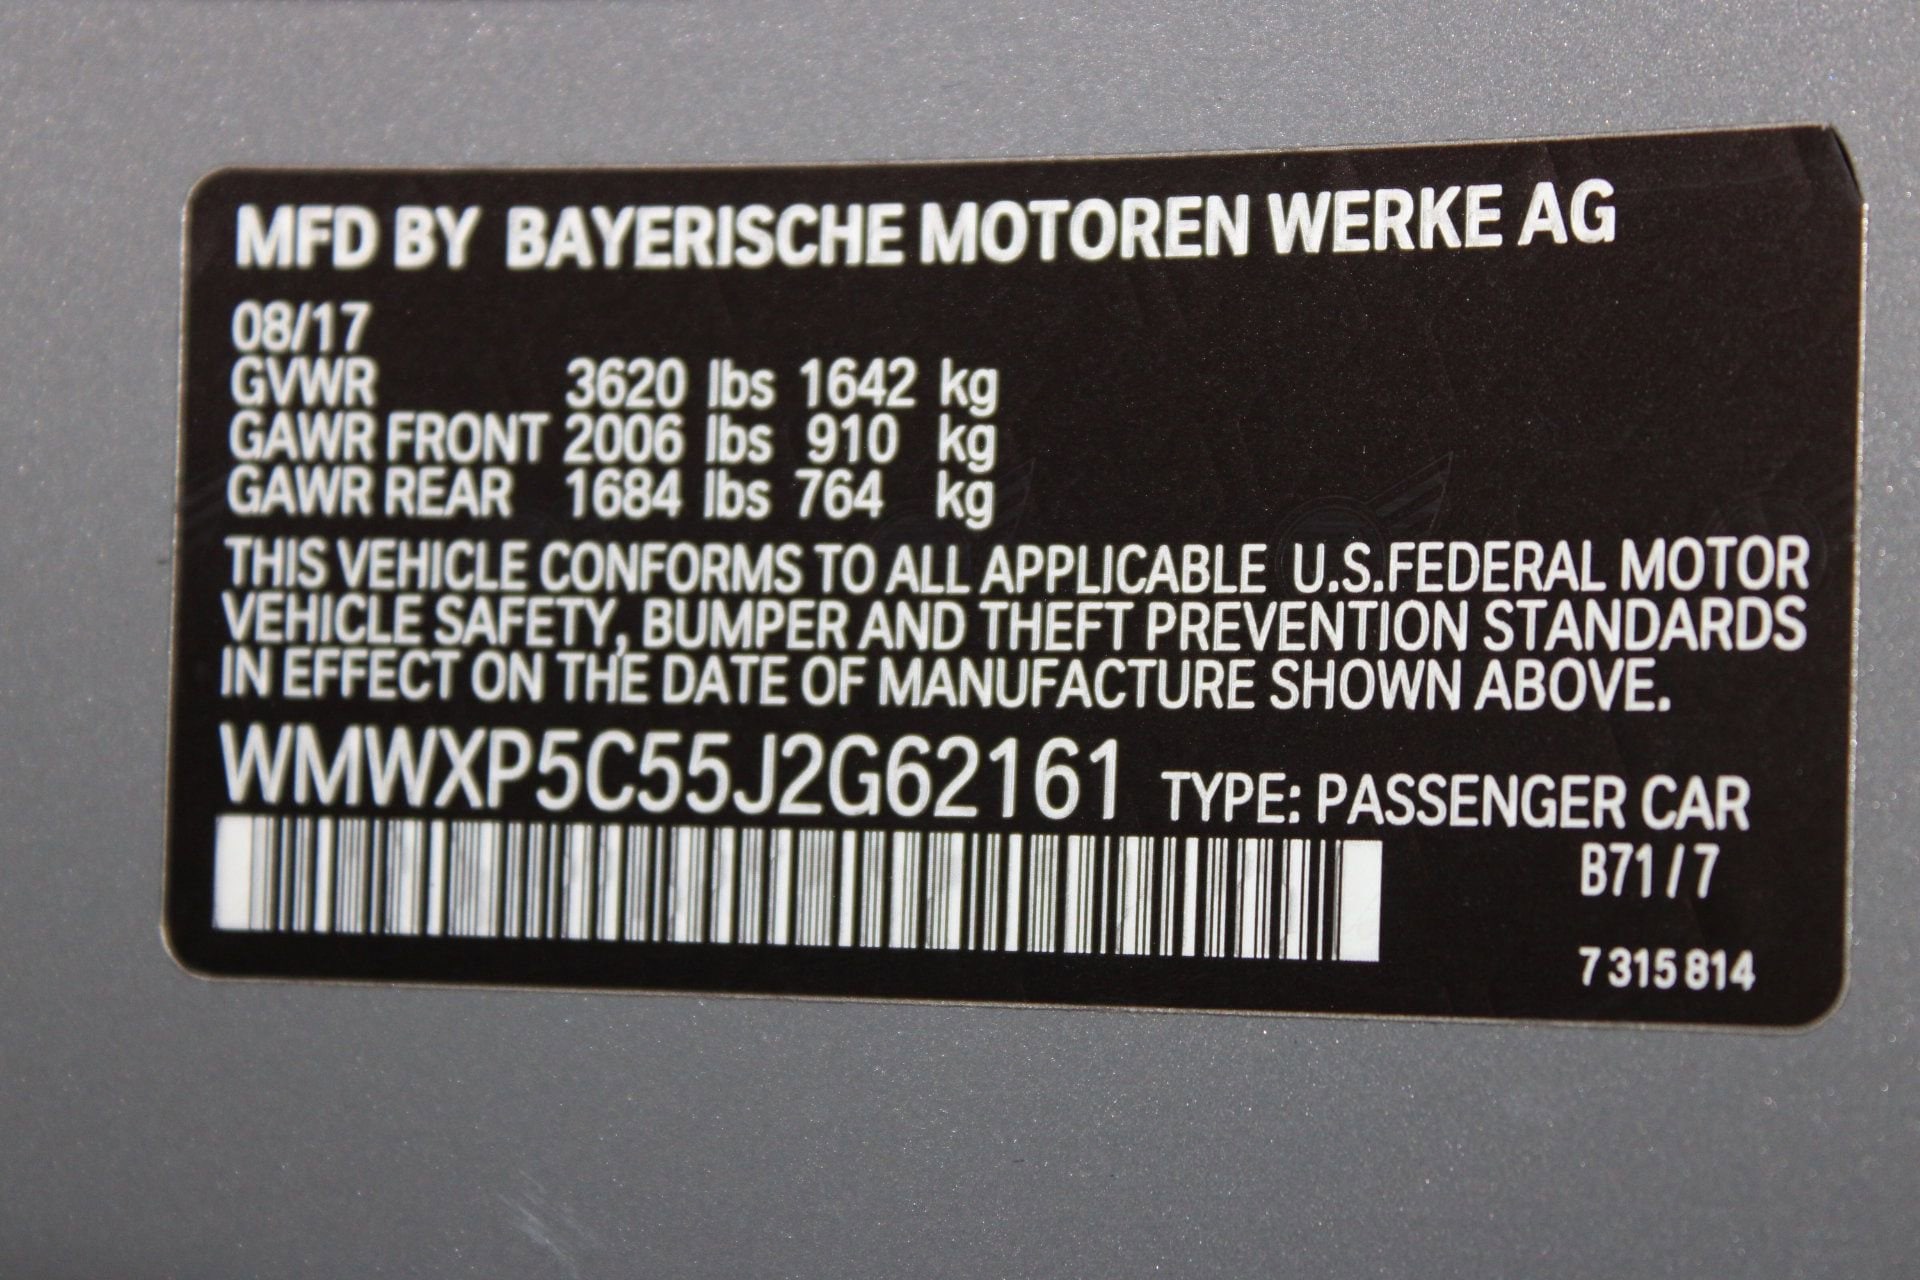 MFD BY BAYERISCHE MOTOREN WERKE AG
08/17
GVWR 3620 lbs 1642 kg
GAWR FRONT 2006 lbs 910 kg
GAWR REAR 1684 lbs 764 kg
THIS VEHICLE CONFORMS TO ALL APPLICABLE U.S.FEDERAL MOTOR
VEHICLE SAFETY, BUMPER AND THEFT PREVENTION STANDARDS
IN EFFECT ON THE DATE OF MANUFACTURE SHOWN ABOVE.
WMWXP5C55J2G62161 TYPE: PASSENGER CAR
B71/7
7 315 814